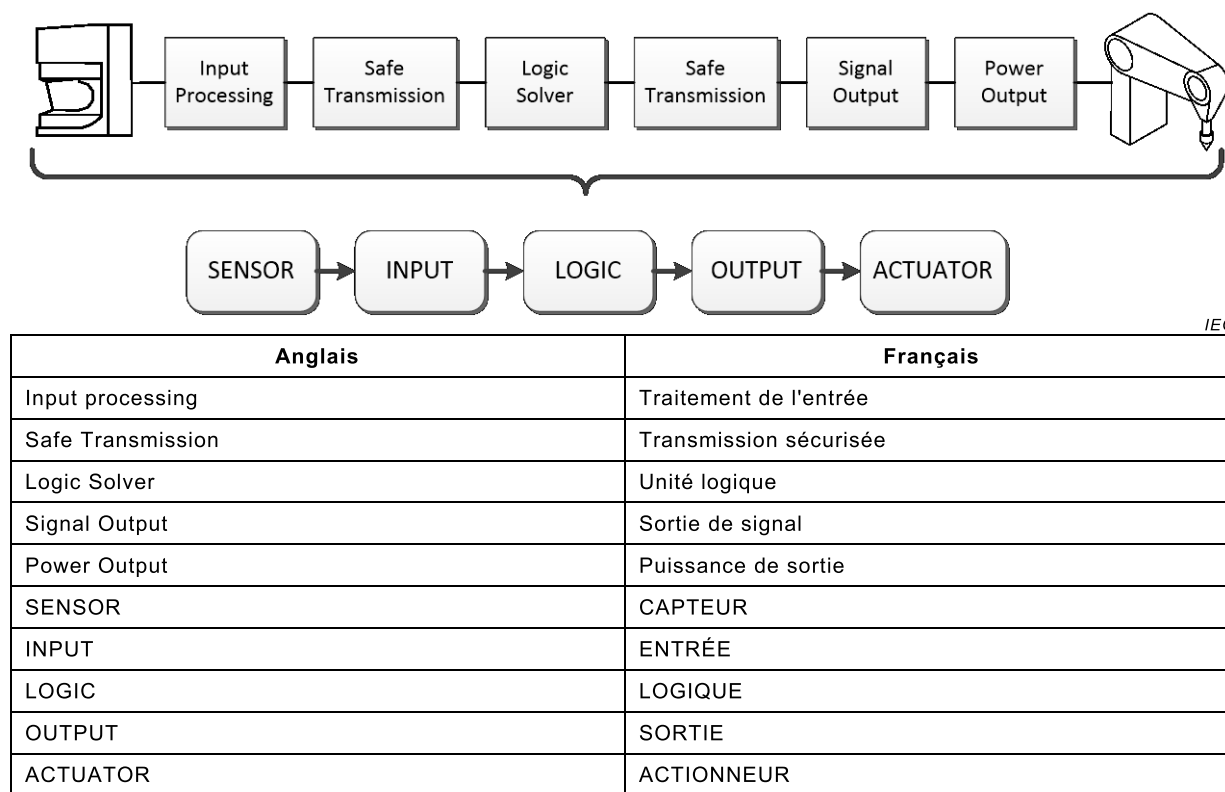 Input
Processing
Safe
Transmission
Logic
Solver
Safe
Transmission
Signal
Output
Power
Output
SENSOR
INPUT
LOGIC
OUTPUT
ACTUATOR
IEC
Anglais Français
Input processing Traitement de l'entrée
Safe Transmission Transmission sécurisée
Logic Solver Unité logique
Signal Output Sortie de signal
Power Output Puissance de sortie
SENSOR CAPTEUR
INPUT ENTRÉE
LOGIC LOGIQUE
OUTPUT SORTIE
ACTUATOR ACTIONNEUR